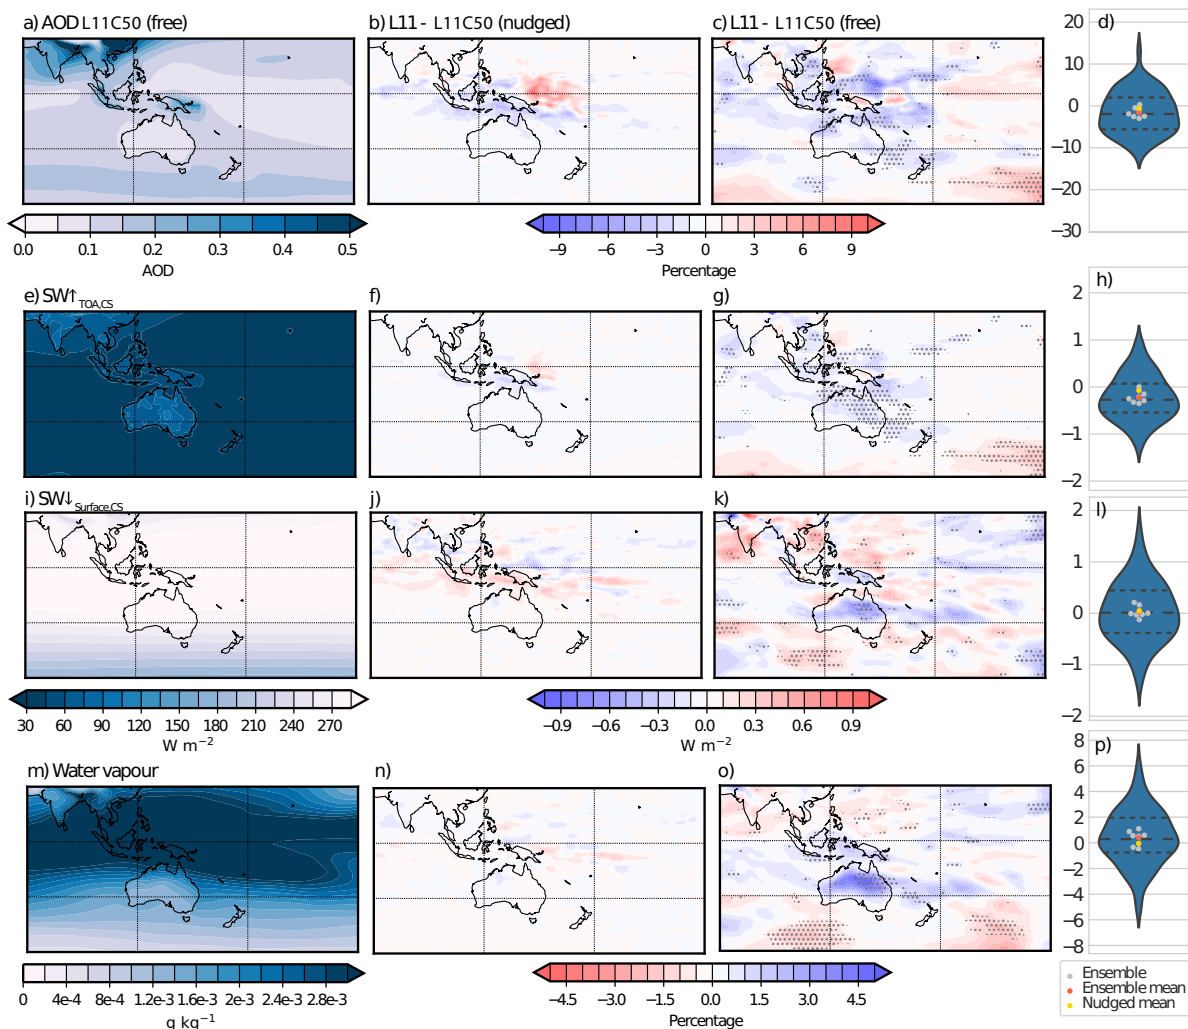 a) AOD L11C50 (free)
b) L11 - L11C50 (nudged)
c) L11 - L11C50 (free)
d)
20
10
0
−10
−20
−30
0.0 0.1 0.2 0.3 0.4 0.5
AOD
−9 −6 −3 0 3 6 9
Percentage
e) SW↑ TOA,CS
f)
g)
h)
2
1
0
−1
−2
i) SW↓ Surface,CS
j)
k)
l)
2
1
0
−1
−2
30 60 90 120 150 180 210 240 270
W m−2
−0.9 −0.6 −0.3 0.0 0.3 0.6 0.9
W m−2
m) Water vapour
n)
o)
p)
8
6
4
2
0
−2
−4
−6
−8
0 4e-4 8e-4 1.2e-3 1.6e-3 2e-3 2.4e-3 2.8e-3
g kg−1
−4.5 −3.0 −1.5 0.0 1.5 3.0 4.5
Percentage
Ensemble
Ensemble mean
Nudged mean